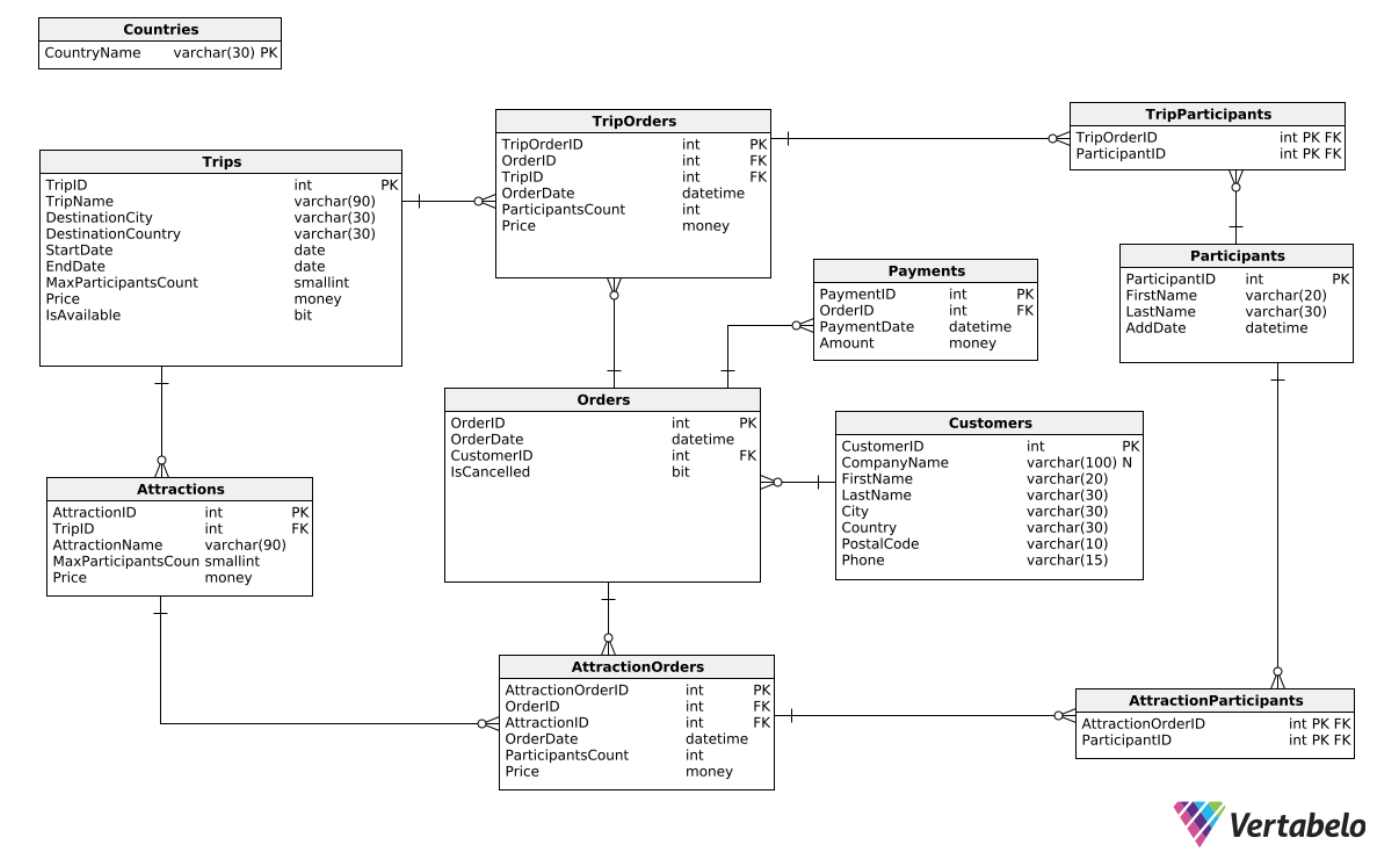 Countries
CountryName varchar(30) PK
Trips
TripID int PK
TripName varchar(90)
DestinationCity varchar(30)
DestinationCountry varchar(30)
StartDate date
EndDate date
MaxParticipantsCount smallint
Price money
IsAvailable bit
TripOrders
TripOrderID int PK
OrderID int FK
TripID int FK
OrderDate datetime
ParticipantsCount int
Price money
TripParticipants
TripOrderID int PK FK
ParticipantID int PK FK
Participants
ParticipantID int PK
FirstName varchar(20)
LastName varchar(30)
AddDate datetime
Payments
PaymentID int PK
OrderID int FK
PaymentDate datetime
Amount money
Orders
OrderID int PK
OrderDate datetime
CustomerID int FK
IsCancelled bit
Customers
CustomerID int PK
CompanyName varchar(100) N
FirstName varchar(20)
LastName varchar(30)
City varchar(30)
Country varchar(30)
PostalCode varchar(10)
Phone varchar(15)
Attractions
AttractionID int PK
TripID int FK
AttractionName varchar(90)
MaxParticipantsCoun smallint
Price money
AttractionOrders
AttractionOrderID int PK
OrderID int FK
AttractionID int FK
OrderDate datetime
ParticipantsCount int
Price money
AttractionParticipants
AttractionOrderID int PK FK
ParticipantID int PK FK
Vertabelo